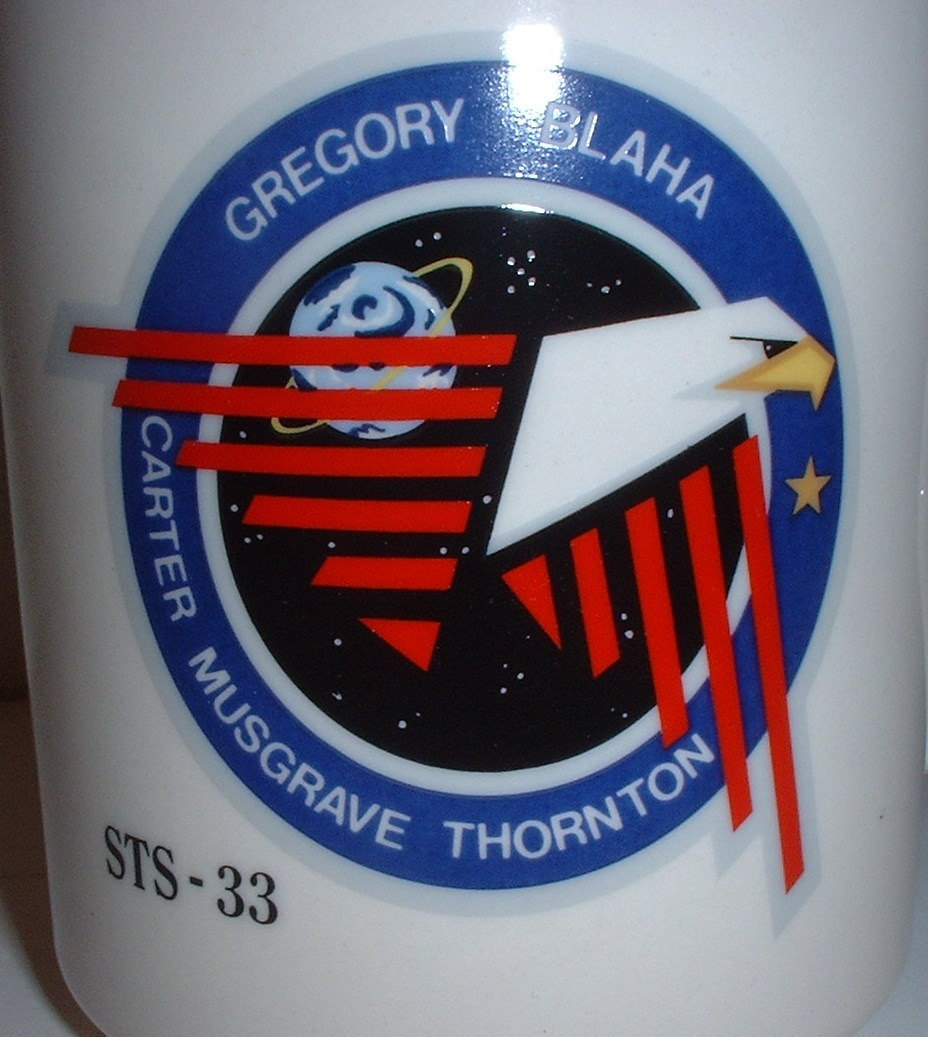 GREGORY BLAHA
CARTER MUSGRAVE THORNTON
STS - 33